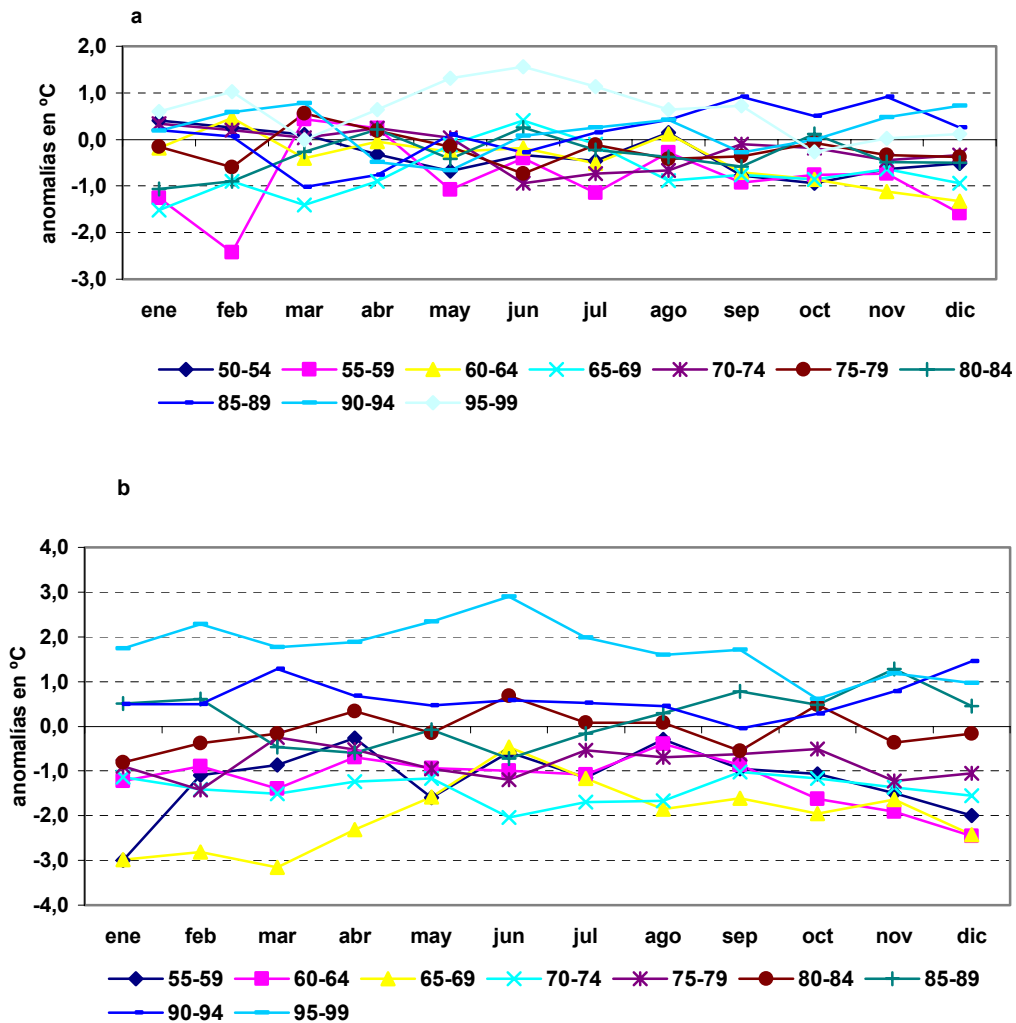 a
2,0
1,0
0,0
-1,0
-2,0
-3,0
anomalías en ºC
ene feb mar abr may jun jul ago sep oct nov dic
50-54 55-59 60-64 65-69 70-74 75-79 80-84
85-89 90-94 95-99
b
4,0
3,0
2,0
1,0
0,0
-1,0
-2,0
-3,0
-4,0
anomalías en ºC
ene feb mar abr may jun jul ago sep oct nov dic
55-59 60-64 65-69 70-74 75-79 80-84 85-89
90-94 95-99